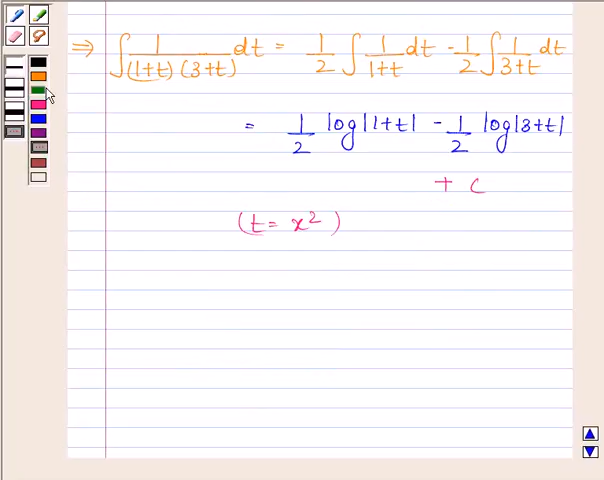 ⇒ ∫ 1/((1+t)(3+t)) dt = 1/2 ∫ 1/(1+t) dt - 1/2 ∫ 1/(3+t) dt
= 1/2 log|1+t| - 1/2 log|3+t|
+ c
(t = x²)